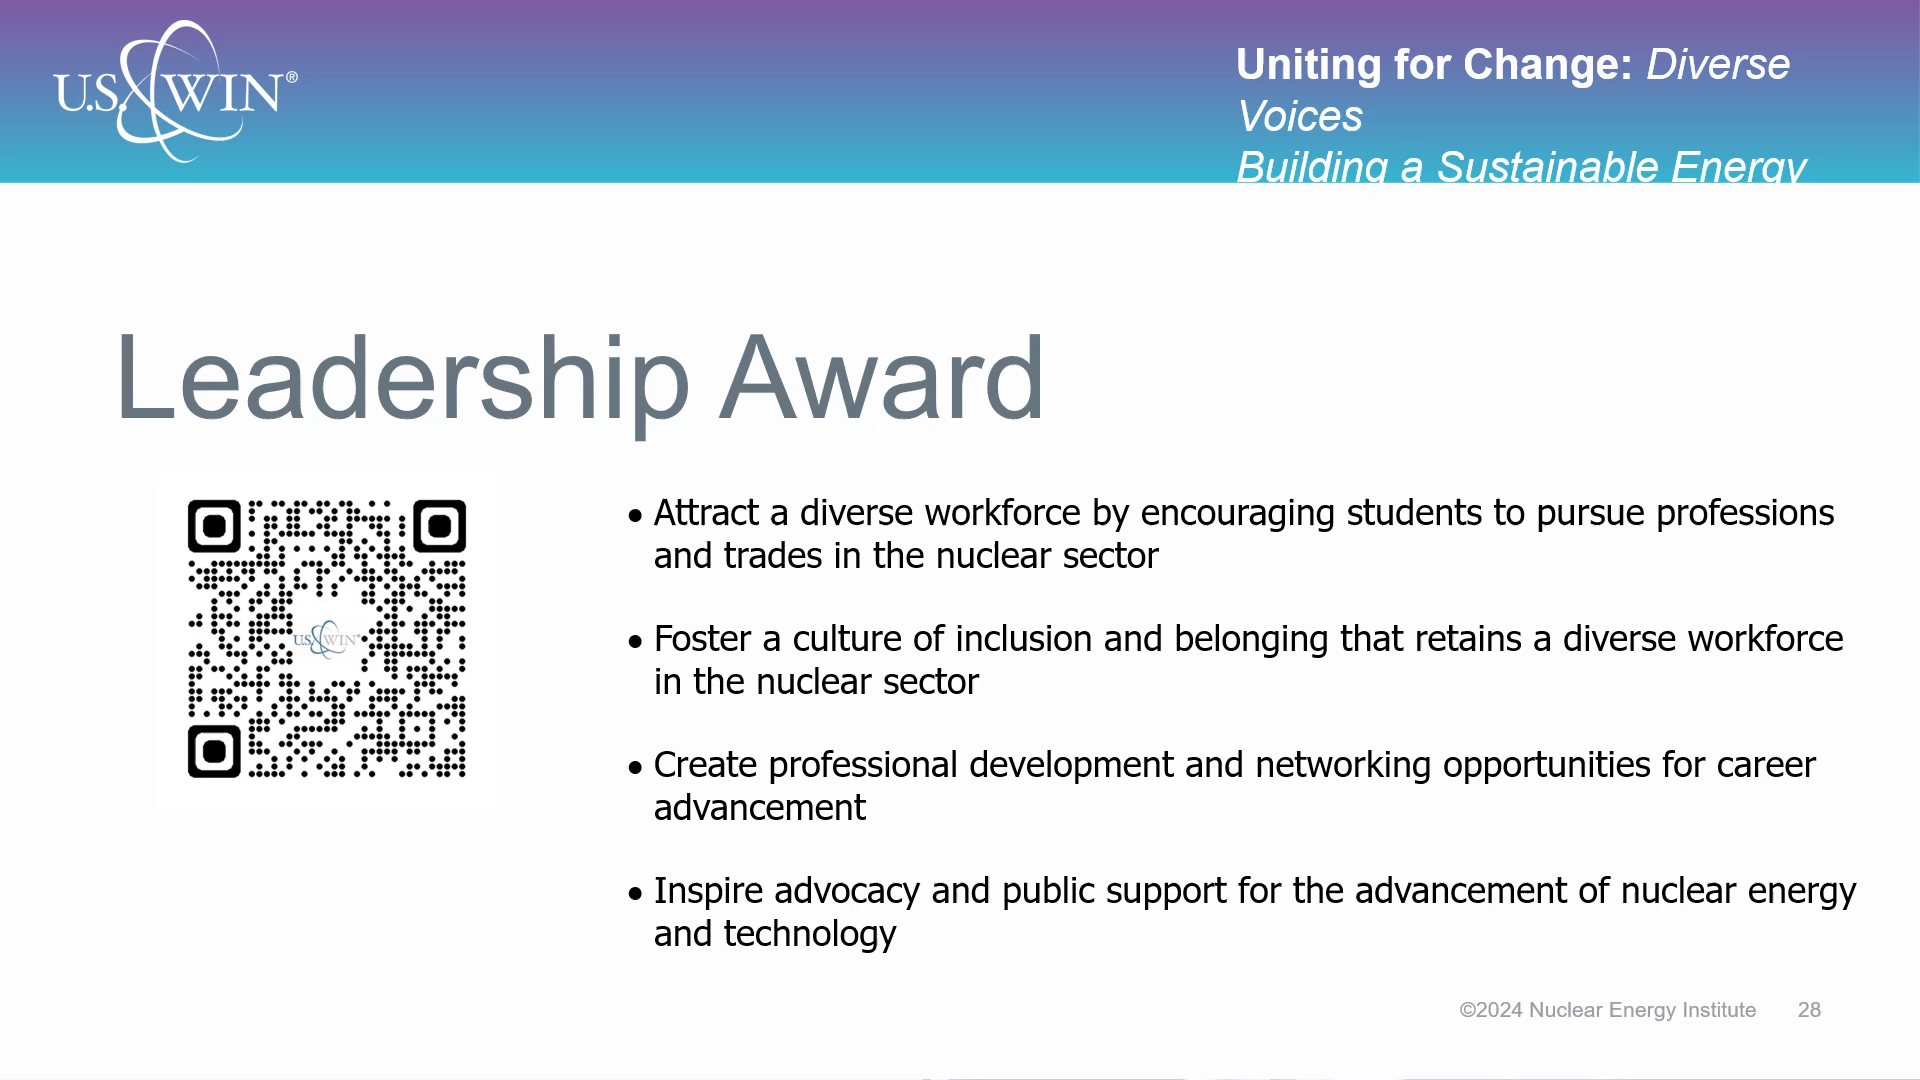 U.S. WIN®
Uniting for Change: Diverse
Voices
Building a Sustainable Energy
Leadership Award
U.S. WIN®
• Attract a diverse workforce by encouraging students to pursue professions
and trades in the nuclear sector
• Foster a culture of inclusion and belonging that retains a diverse workforce
in the nuclear sector
• Create professional development and networking opportunities for career
advancement
• Inspire advocacy and public support for the advancement of nuclear energy
and technology
©2024 Nuclear Energy Institute 28